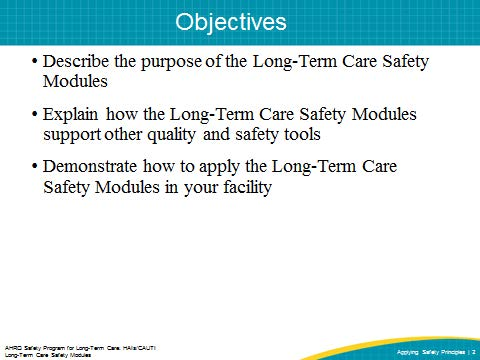 Objectives
• Describe the purpose of the Long-Term Care Safety
Modules
• Explain how the Long-Term Care Safety Modules
support other quality and safety tools
• Demonstrate how to apply the Long-Term Care
Safety Modules in your facility
AHRQ Safety Program for Long-Term Care: HAIs/CAUTI
Long-Term Care Safety Modules
Applying Safety Principles | 2